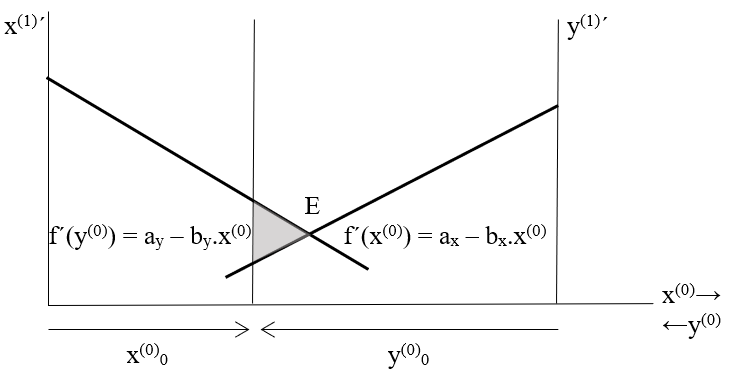 x⁽¹⁾´
y⁽¹⁾´
E
f´(y⁽⁰⁾) = aᵧ – bᵧ.x⁽⁰⁾
f´(x⁽⁰⁾) = aₓ – bₓ.x⁽⁰⁾
x⁽⁰⁾→
←y⁽⁰⁾
x⁽⁰⁾₀
y⁽⁰⁾₀